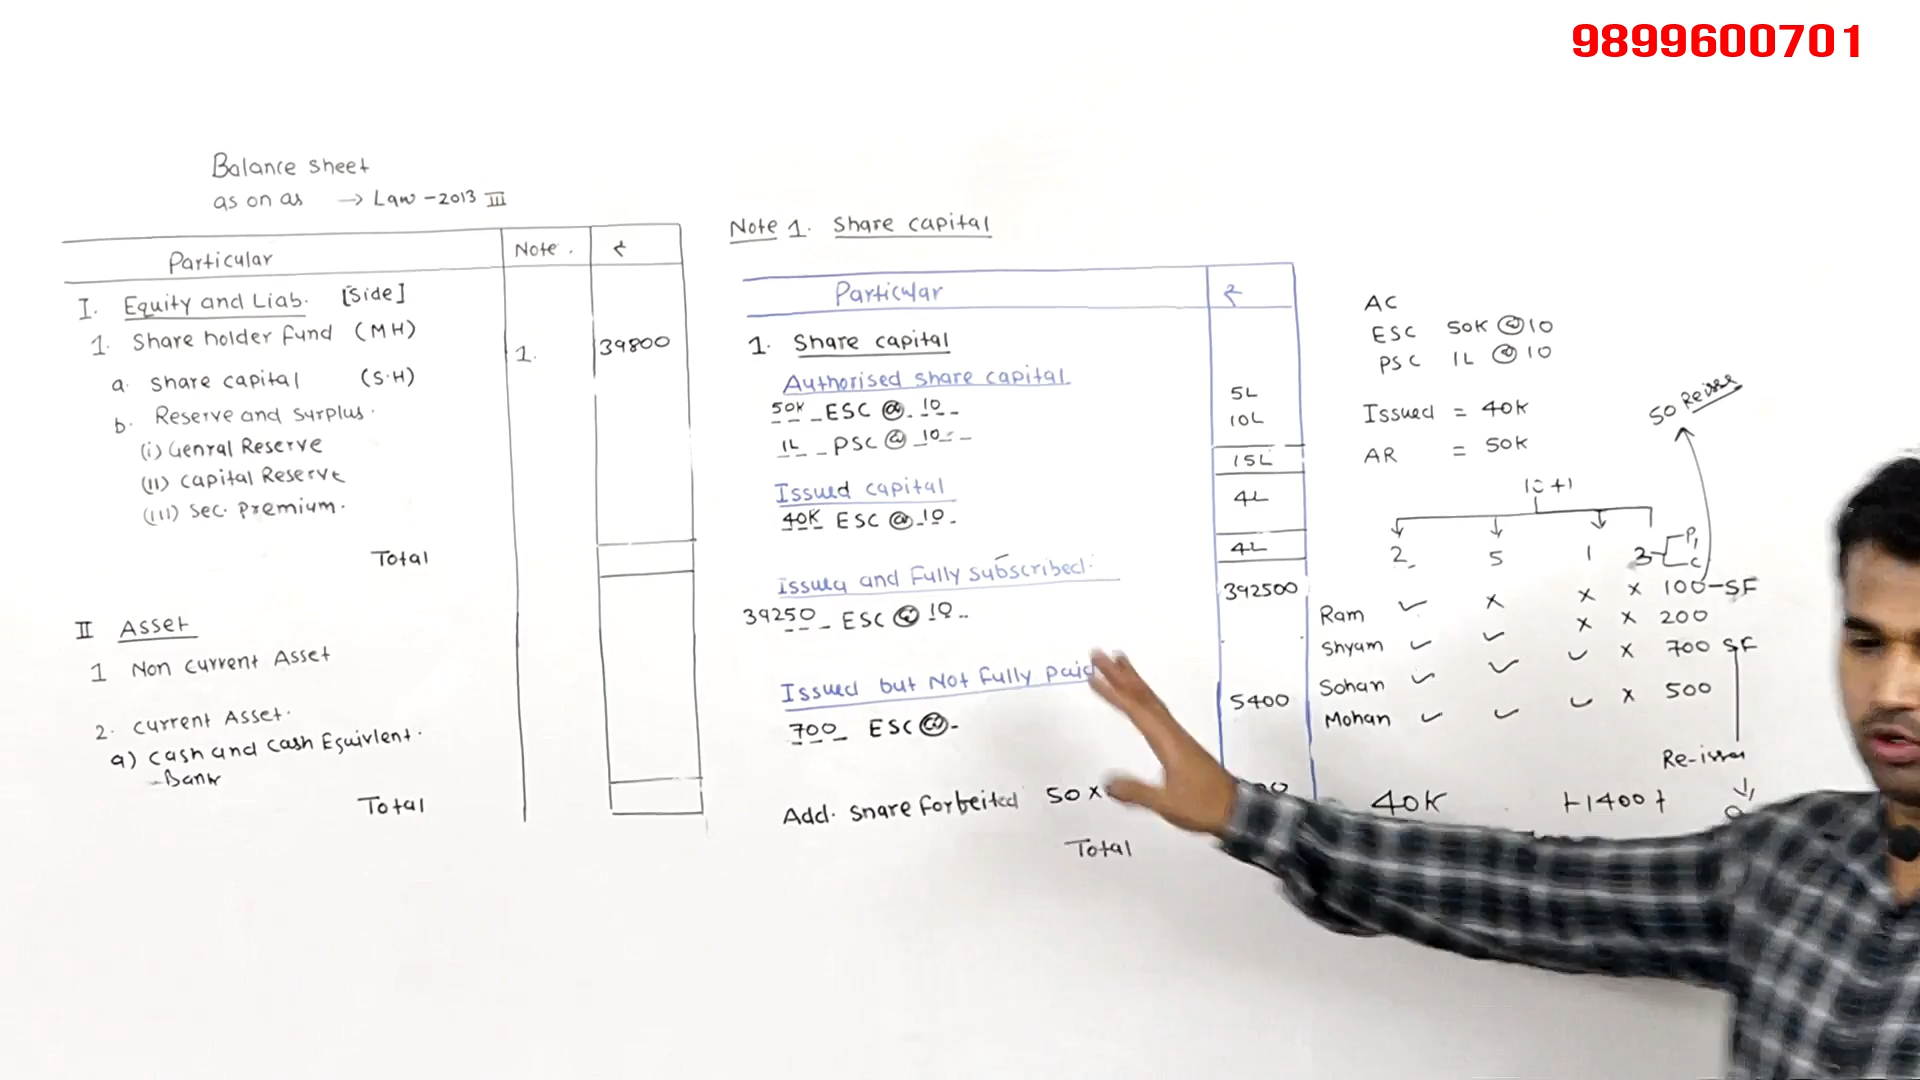 9899600701
Balance sheet
as on as → Law - 2013 III
Particular Note. ₹
I. Equity and Liab. [Side]
1. Share holder fund (MH)
a. Share capital (S.H) 1. 39800
b. Reserve and surplus.
(i) Genral Reserve
(II) Capital Reserve
(III) Sec. Premium.
Total
II Asset
1 Non current Asset
2. current Asset.
a) Cash and cash Equivlent.
- Bank
Total
Note 1. Share capital
Particular ₹
1. Share capital
Authorised share capital
50K ESC @ 10 5L
1L PSC @ 10 10L
15L
Issued capital 4L
40K ESC @ 10
4L
Issued and Fully Subscribed. 392500
39250 ESC @ 10
Issued but Not Fully paid
700 ESC @ 5400
Add. share forbeited 50 ×
Total
AC
ESC 50K @ 10
PSC 1L @ 10
Issued = 40K
AR = 50K
50 Reissue
10 +1
2 5 1 3 P, C
Ram ✓ × × × 100 - SF
Shyam ✓ ✓ × × 200
Sohan ✓ ✓ ✓ × 700 SF
Mohan ✓ ✓ ✓ × 500
Re-issue
40K